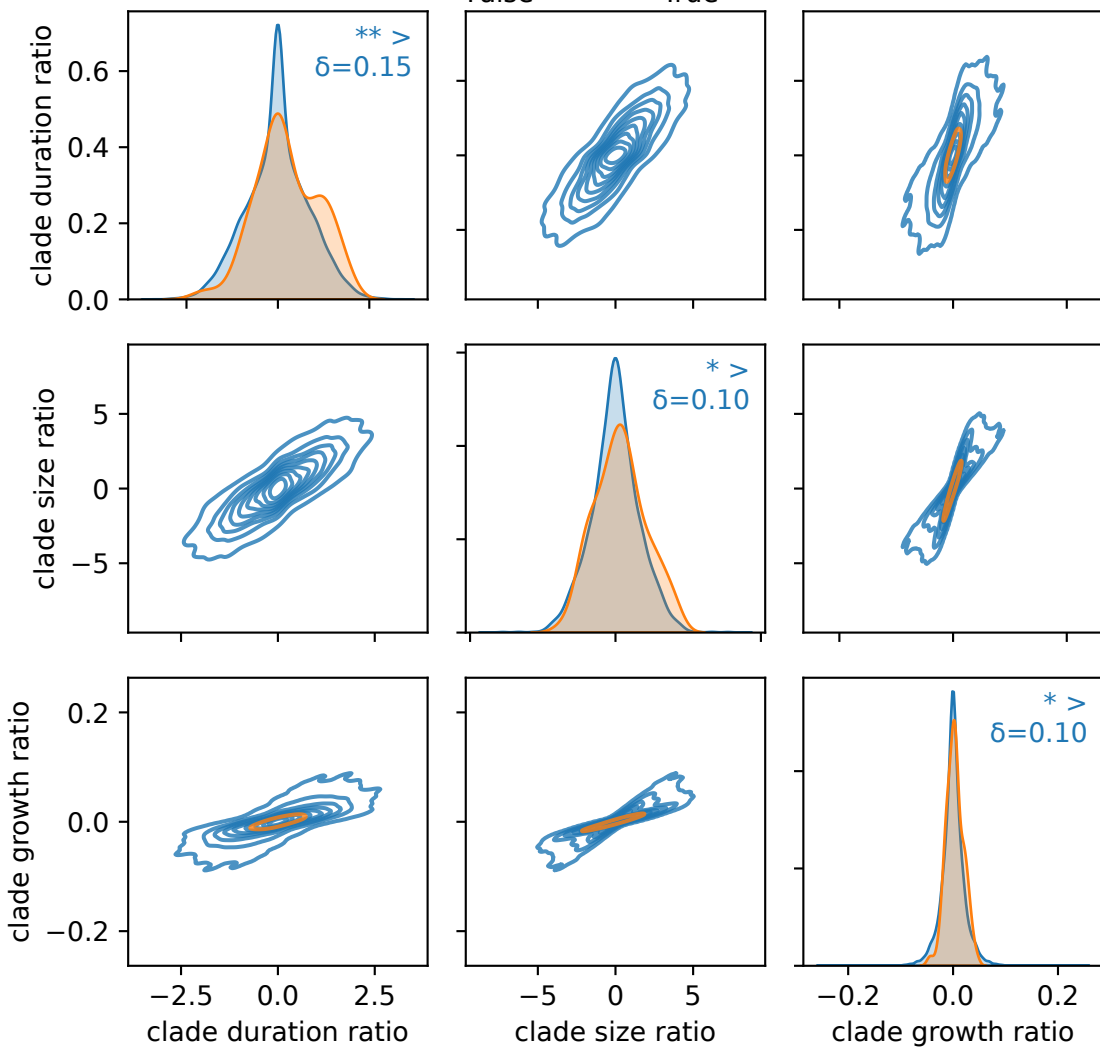 True
clade duration ratio
0.6
0.4
0.2
0.0
** >
δ=0.15
clade size ratio
5
0
−5
* >
δ=0.10
clade growth ratio
0.2
0.0
−0.2
* >
δ=0.10
−2.5 0.0 2.5
−5 0 5
−0.2 0.0 0.2
clade duration ratio
clade size ratio
clade growth ratio